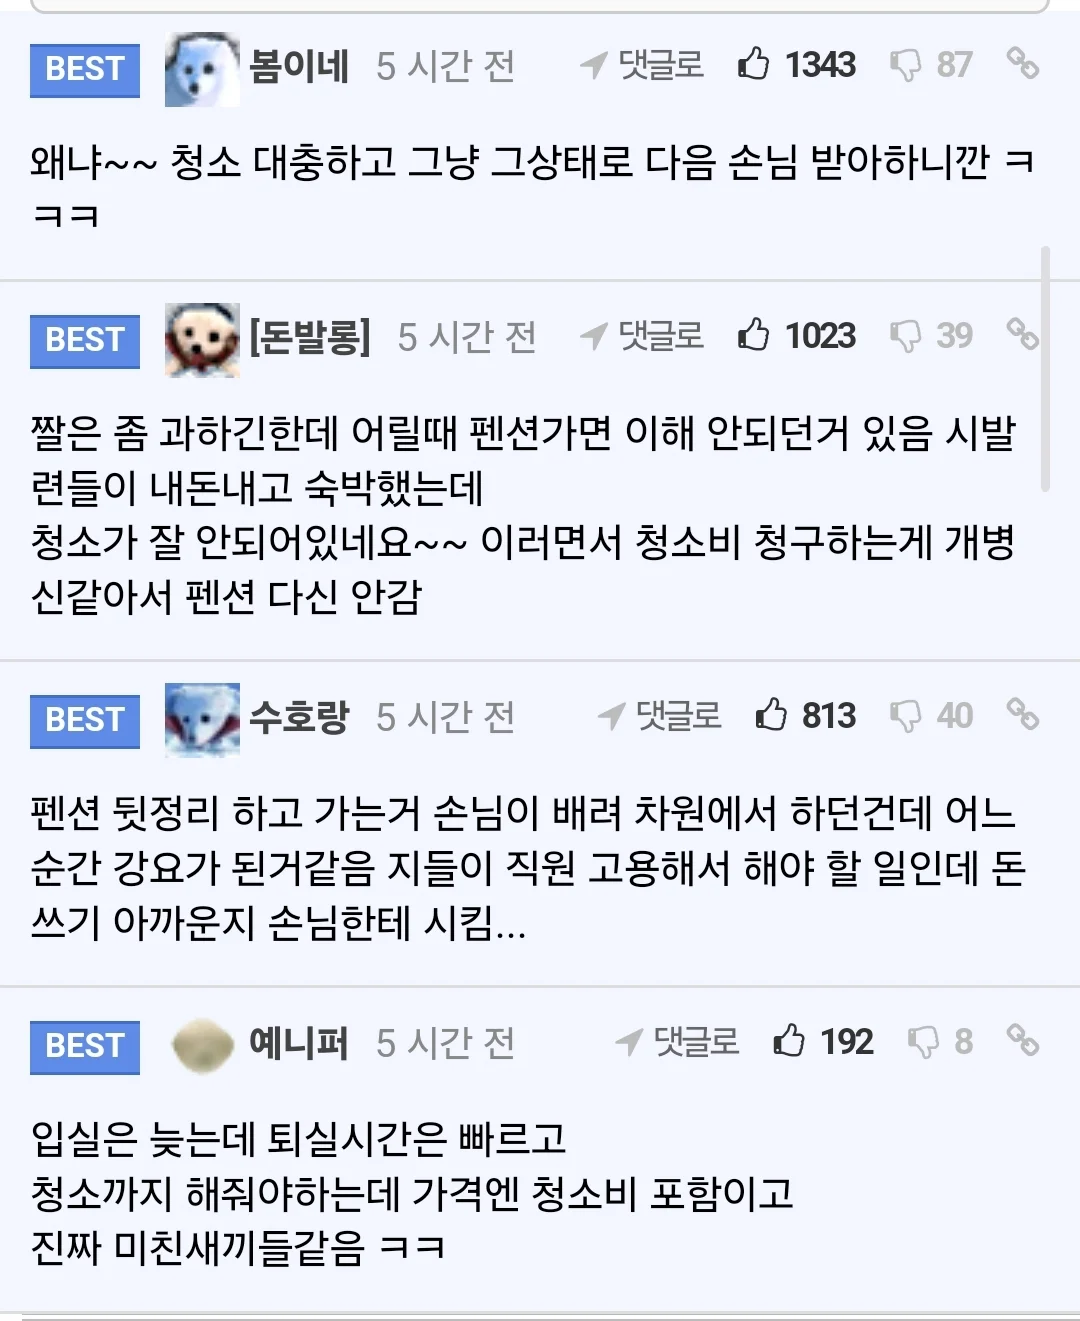 BEST 봄이네 5 시간 전 댓글로 1343 87
왜냐~~ 청소 대충하고 그냥 그상태로 다음 손님 받아하니깐 ㅋ
ㅋㅋ
BEST [돈발롱] 5 시간 전 댓글로 1023 39
짤은 좀 과하긴한데 어릴때 펜션가면 이해 안되던거 있음 시발
련들이 내돈내고 숙박했는데
청소가 잘 안되어있네요~~ 이러면서 청소비 청구하는게 개병
신같아서 펜션 다신 안감
BEST 수호랑 5 시간 전 댓글로 813 40
펜션 뒷정리 하고 가는거 손님이 배려 차원에서 하던건데 어느
순간 강요가 된거같음 지들이 직원 고용해서 해야 할 일인데 돈
쓰기 아까운지 손님한테 시킴...
BEST 예니퍼 5 시간 전 댓글로 192 8
입실은 늦는데 퇴실시간은 빠르고
청소까지 해줘야하는데 가격엔 청소비 포함이고
진짜 미친새끼들같음 ㅋㅋ